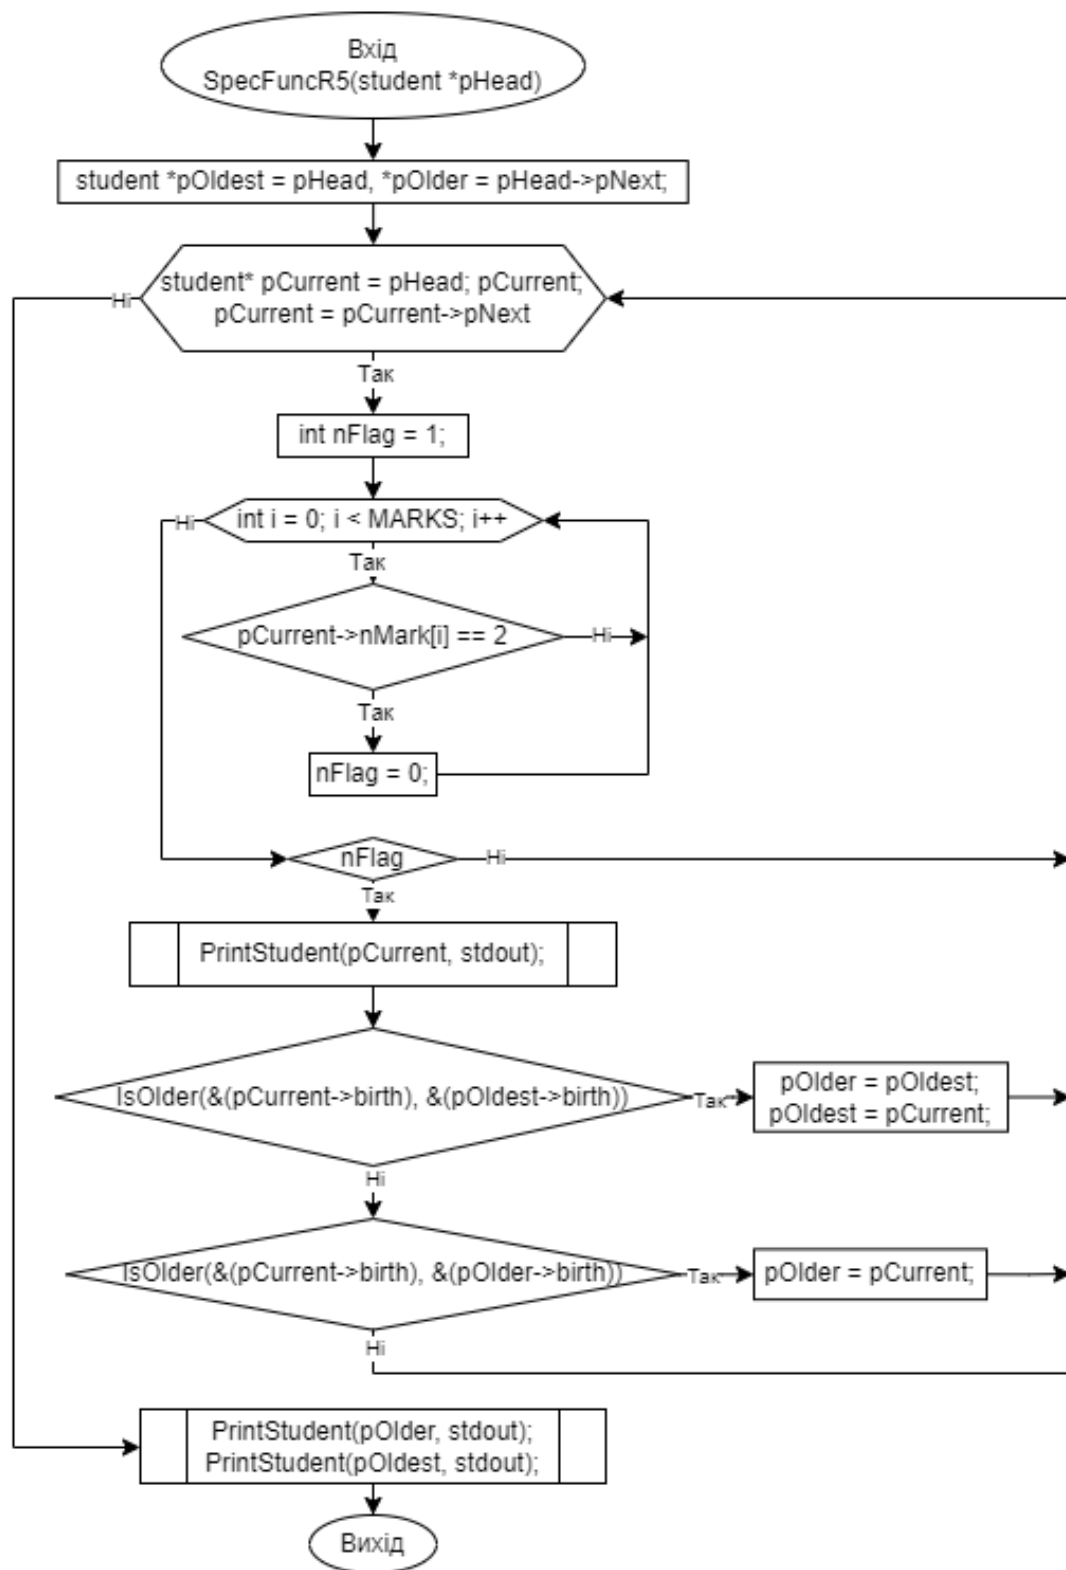 Вхід
SpecFuncR5(student *pHead)
student *pOldest = pHead, *pOlder = pHead->pNext;
student* pCurrent = pHead; pCurrent;
pCurrent = pCurrent->pNext
Ні
Так
int nFlag = 1;
Ні
int i = 0; i < MARKS; i++
Так
pCurrent->nMark[i] == 2
Ні
Так
nFlag = 0;
nFlag
Ні
Так
PrintStudent(pCurrent, stdout);
IsOlder(&(pCurrent->birth), &(pOldest->birth))
Так
pOlder = pOldest;
pOldest = pCurrent;
Ні
IsOlder(&(pCurrent->birth), &(pOlder->birth))
Так
pOlder = pCurrent;
Ні
PrintStudent(pOlder, stdout);
PrintStudent(pOldest, stdout);
Вихід